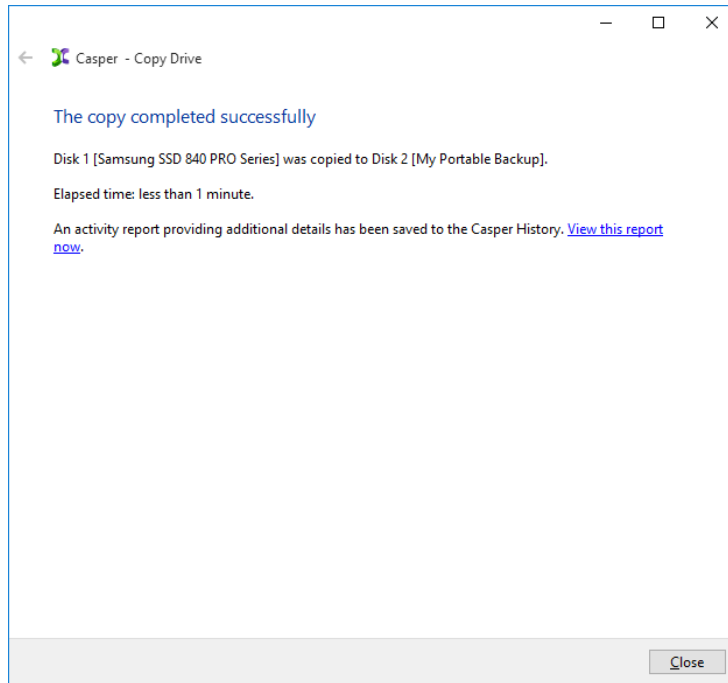 Casper - Copy Drive
The copy completed successfully
Disk 1 [Samsung SSD 840 PRO Series] was copied to Disk 2 [My Portable Backup].
Elapsed time: less than 1 minute.
An activity report providing additional details has been saved to the Casper History. View this report
now.
Close